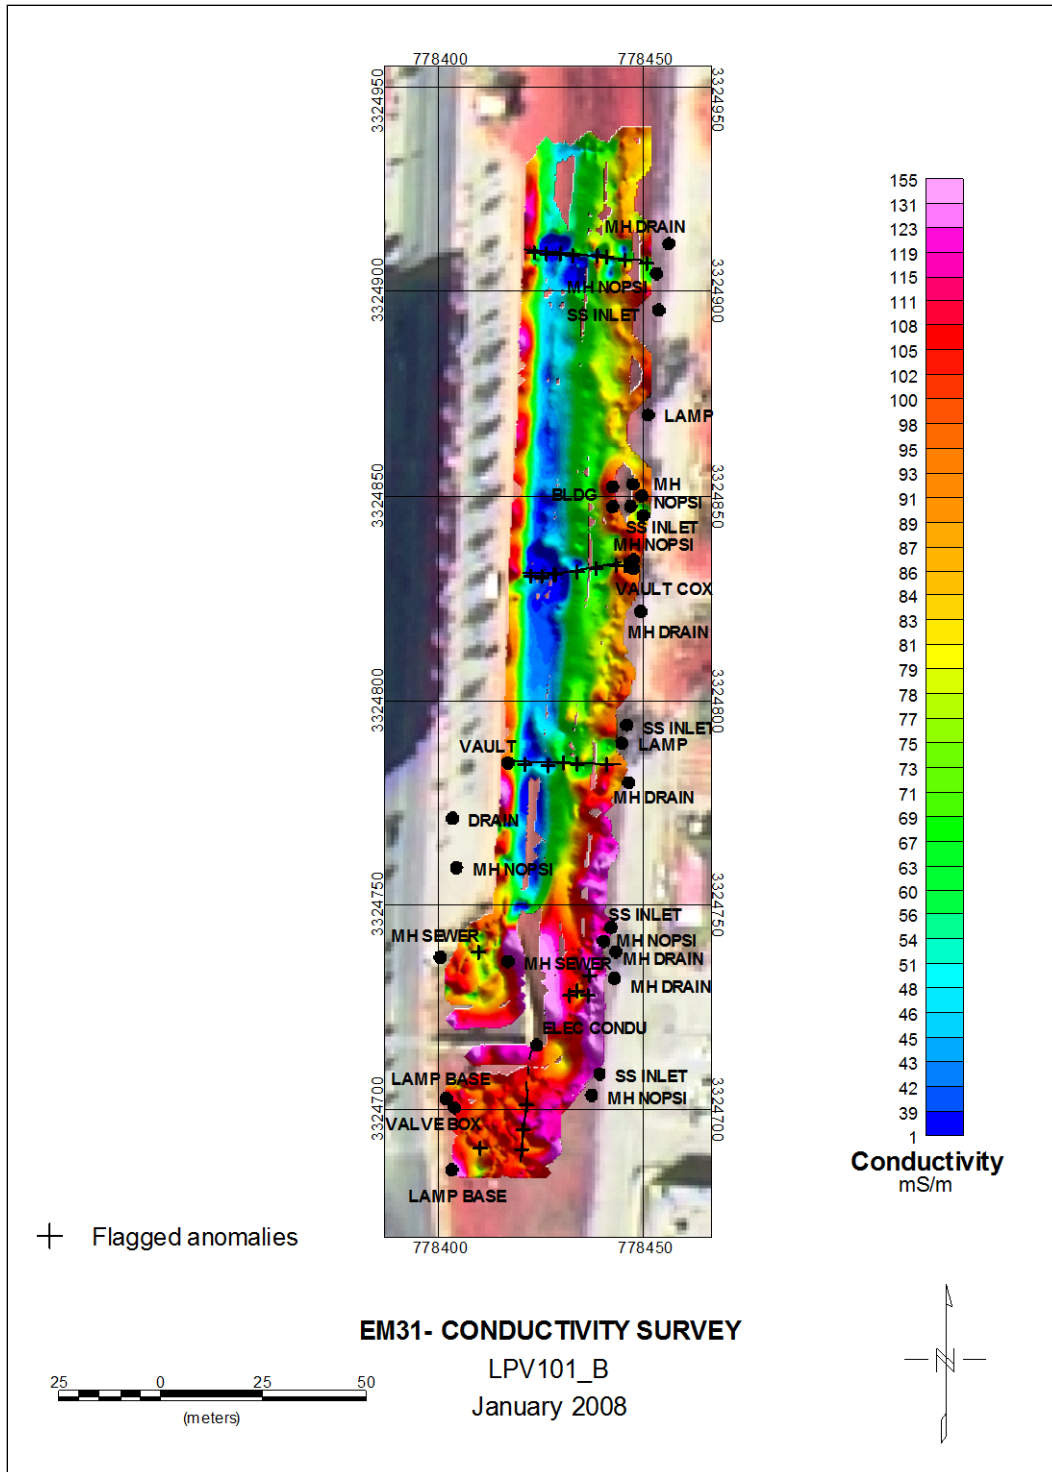 778400
778450
3324950
3324950
MH DRAIN
3324900
MH NOPSI
3324900
SS INLET
LAMP
3324850
BLDG
MH
NOPSI
3324850
SS INLET
MH NOPSI
VAULT COX
MH DRAIN
3324800
SS INLET
3324800
VAULT
LAMP
MH DRAIN
DRAIN
MH NOPSI
3324750
SS INLET
3324750
MH SEWER
MH NOPSI
MH SEWER
MH DRAIN
MH DRAIN
ELEC CONDU
LAMP BASE
SS INLET
3324700
VALVE BOX
MH NOPSI
3324700
LAMP BASE
778400
778450
155
131
123
119
115
111
108
105
102
100
98
95
93
91
89
87
86
84
83
81
79
78
77
75
73
71
69
67
63
60
56
54
51
48
46
45
43
42
39
1
Conductivity
mS/m
Flagged anomalies
EM31- CONDUCTIVITY SURVEY
LPV101_B
January 2008
25 0 25 50
(meters)
N